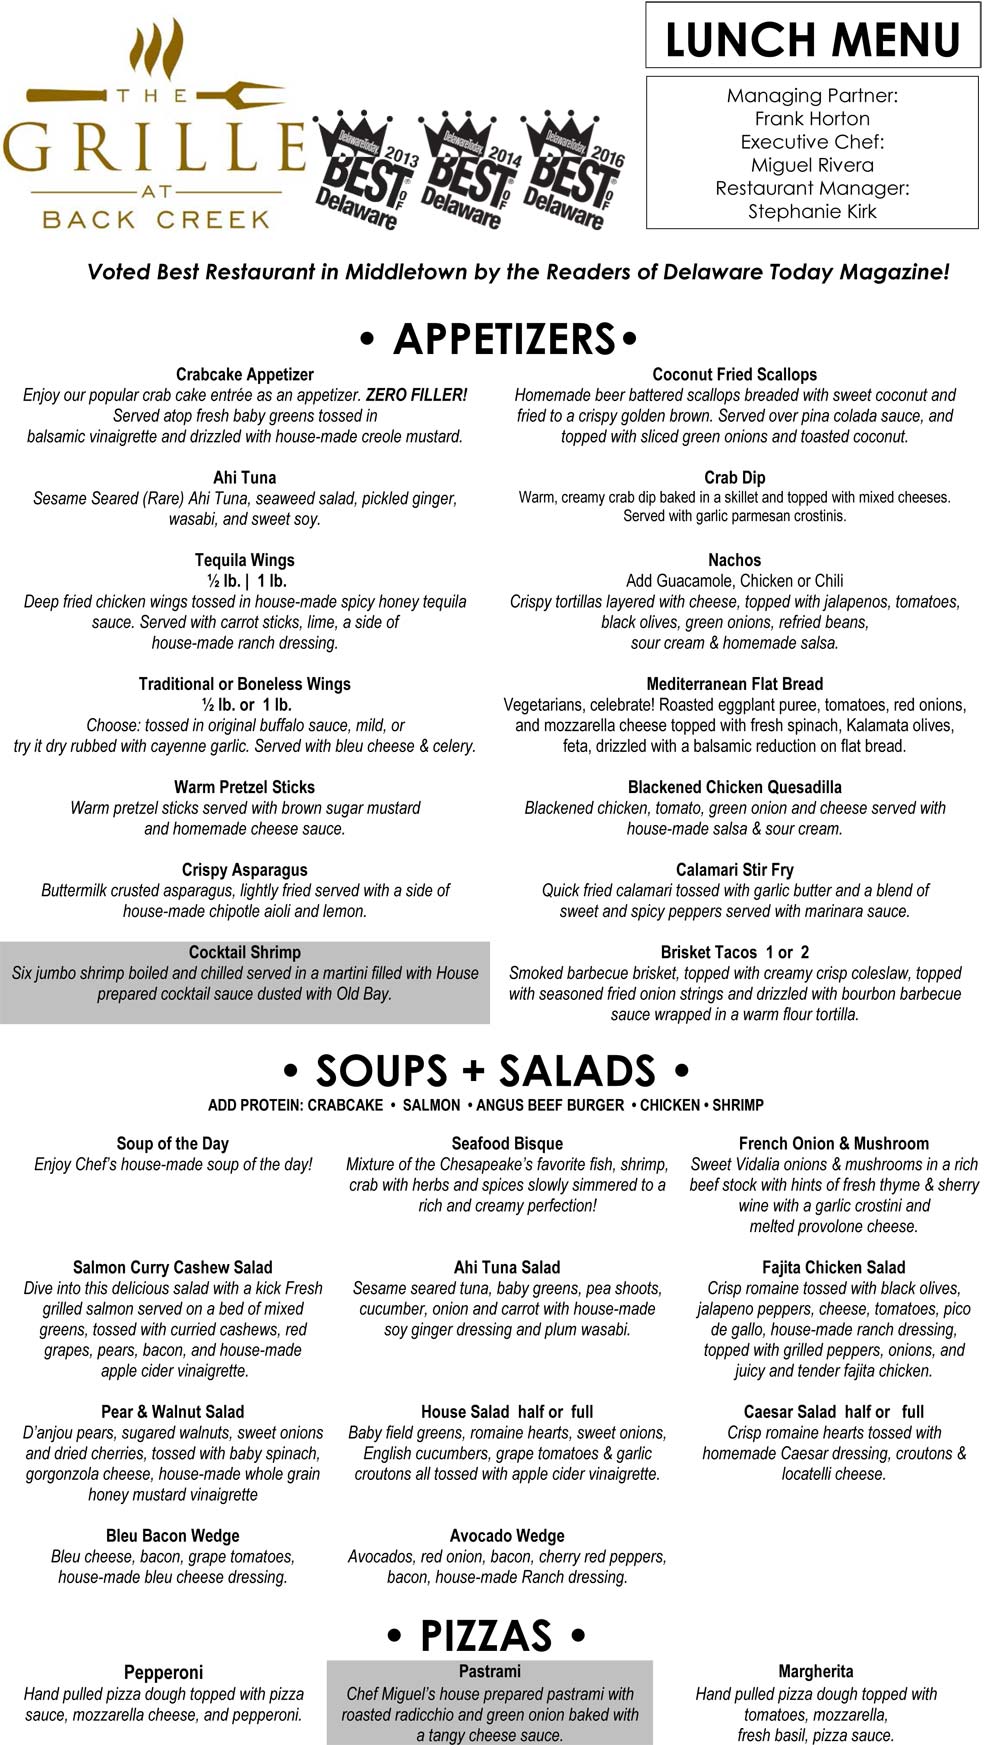 THE
GRILLE
AT
BACK CREEK
DelawareToday
2013
BEST
OF
Delaware
DelawareToday
2014
BEST
OF
Delaware
DelawareToday
2016
BEST
OF
Delaware
LUNCH MENU
Managing Partner:
Frank Horton
Executive Chef:
Miguel Rivera
Restaurant Manager:
Stephanie Kirk
Voted Best Restaurant in Middletown by the Readers of Delaware Today Magazine!
• APPETIZERS•
Crabcake Appetizer
Enjoy our popular crab cake entrée as an appetizer. ZERO FILLER!
Served atop fresh baby greens tossed in
balsamic vinaigrette and drizzled with house-made creole mustard.
Ahi Tuna
Sesame Seared (Rare) Ahi Tuna, seaweed salad, pickled ginger,
wasabi, and sweet soy.
Tequila Wings
½ lb. | 1 lb.
Deep fried chicken wings tossed in house-made spicy honey tequila
sauce. Served with carrot sticks, lime, a side of
house-made ranch dressing.
Traditional or Boneless Wings
½ lb. or 1 lb.
Choose: tossed in original buffalo sauce, mild, or
try it dry rubbed with cayenne garlic. Served with bleu cheese & celery.
Warm Pretzel Sticks
Warm pretzel sticks served with brown sugar mustard
and homemade cheese sauce.
Crispy Asparagus
Buttermilk crusted asparagus, lightly fried served with a side of
house-made chipotle aioli and lemon.
Cocktail Shrimp
Six jumbo shrimp boiled and chilled served in a martini filled with House
prepared cocktail sauce dusted with Old Bay.
Coconut Fried Scallops
Homemade beer battered scallops breaded with sweet coconut and
fried to a crispy golden brown. Served over pina colada sauce, and
topped with sliced green onions and toasted coconut.
Crab Dip
Warm, creamy crab dip baked in a skillet and topped with mixed cheeses.
Served with garlic parmesan crostinis.
Nachos
Add Guacamole, Chicken or Chili
Crispy tortillas layered with cheese, topped with jalapenos, tomatoes,
black olives, green onions, refried beans,
sour cream & homemade salsa.
Mediterranean Flat Bread
Vegetarians, celebrate! Roasted eggplant puree, tomatoes, red onions,
and mozzarella cheese topped with fresh spinach, Kalamata olives,
feta, drizzled with a balsamic reduction on flat bread.
Blackened Chicken Quesadilla
Blackened chicken, tomato, green onion and cheese served with
house-made salsa & sour cream.
Calamari Stir Fry
Quick fried calamari tossed with garlic butter and a blend of
sweet and spicy peppers served with marinara sauce.
Brisket Tacos 1 or 2
Smoked barbecue brisket, topped with creamy crisp coleslaw, topped
with seasoned fried onion strings and drizzled with bourbon barbecue
sauce wrapped in a warm flour tortilla.
• SOUPS + SALADS •
ADD PROTEIN: CRABCAKE • SALMON • ANGUS BEEF BURGER • CHICKEN • SHRIMP
Soup of the Day
Enjoy Chef's house-made soup of the day!
Seafood Bisque
Mixture of the Chesapeake's favorite fish, shrimp,
crab with herbs and spices slowly simmered to a
rich and creamy perfection!
French Onion & Mushroom
Sweet Vidalia onions & mushrooms in a rich
beef stock with hints of fresh thyme & sherry
wine with a garlic crostini and
melted provolone cheese.
Salmon Curry Cashew Salad
Dive into this delicious salad with a kick Fresh
grilled salmon served on a bed of mixed
greens, tossed with curried cashews, red
grapes, pears, bacon, and house-made
apple cider vinaigrette.
Ahi Tuna Salad
Sesame seared tuna, baby greens, pea shoots,
cucumber, onion and carrot with house-made
soy ginger dressing and plum wasabi.
Fajita Chicken Salad
Crisp romaine tossed with black olives,
jalapeno peppers, cheese, tomatoes, pico
de gallo, house-made ranch dressing,
topped with grilled peppers, onions, and
juicy and tender fajita chicken.
Pear & Walnut Salad
D'anjou pears, sugared walnuts, sweet onions
and dried cherries, tossed with baby spinach,
gorgonzola cheese, house-made whole grain
honey mustard vinaigrette
House Salad half or full
Baby field greens, romaine hearts, sweet onions,
English cucumbers, grape tomatoes & garlic
croutons all tossed with apple cider vinaigrette.
Caesar Salad half or full
Crisp romaine hearts tossed with
homemade Caesar dressing, croutons &
locatelli cheese.
Bleu Bacon Wedge
Bleu cheese, bacon, grape tomatoes,
house-made bleu cheese dressing.
Avocado Wedge
Avocados, red onion, bacon, cherry red peppers,
bacon, house-made Ranch dressing.
• PIZZAS •
Pepperoni
Hand pulled pizza dough topped with pizza
sauce, mozzarella cheese, and pepperoni.
Pastrami
Chef Miguel's house prepared pastrami with
roasted radicchio and green onion baked with
a tangy cheese sauce.
Margherita
Hand pulled pizza dough topped with
tomatoes, mozzarella,
fresh basil, pizza sauce.